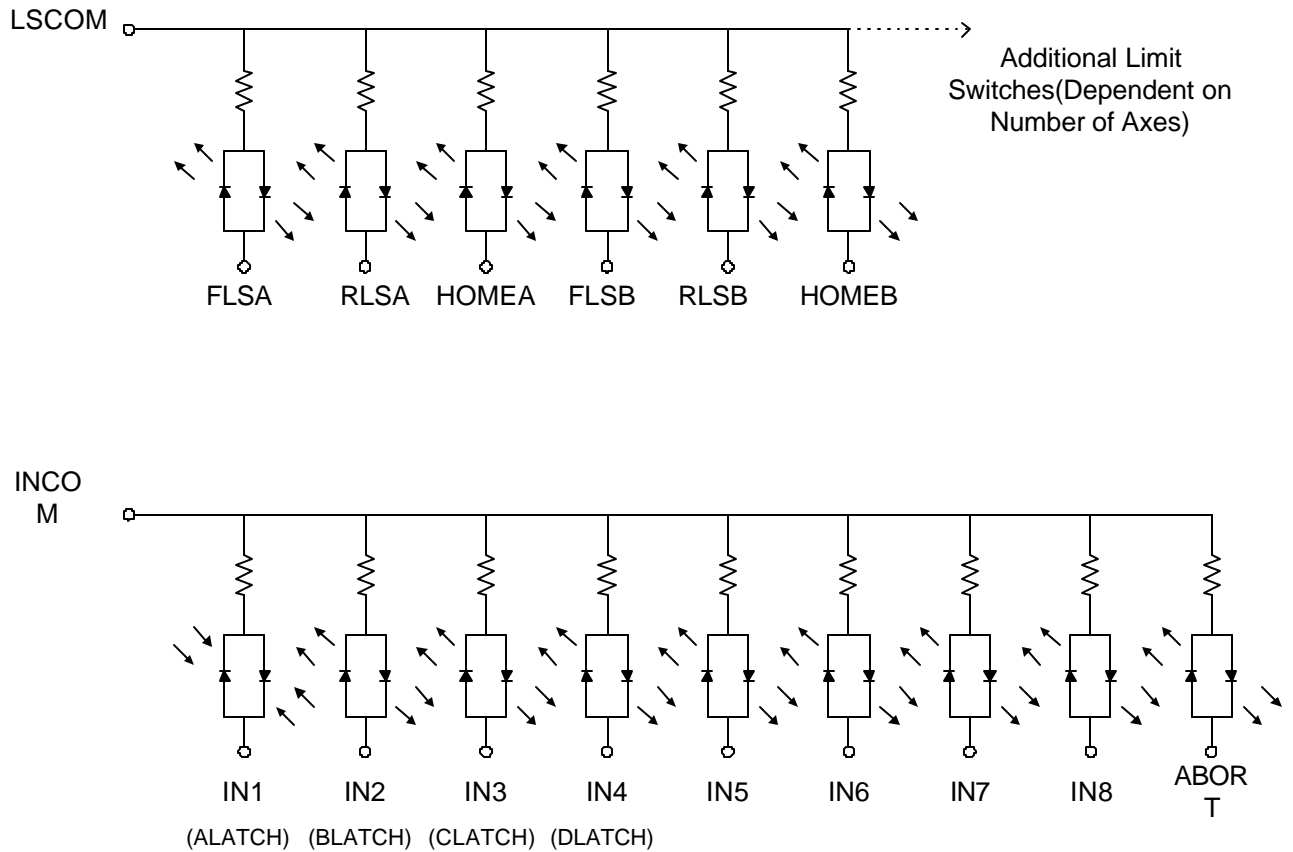 LSCOM
Additional Limit
Switches(Dependent on
Number of Axes)
FLSA RLSA HOMEA FLSB RLSB HOMEB
INCO
M
IN1 IN2 IN3 IN4 IN5 IN6 IN7 IN8 ABOR
T
(ALATCH) (BLATCH) (CLATCH) (DLATCH)